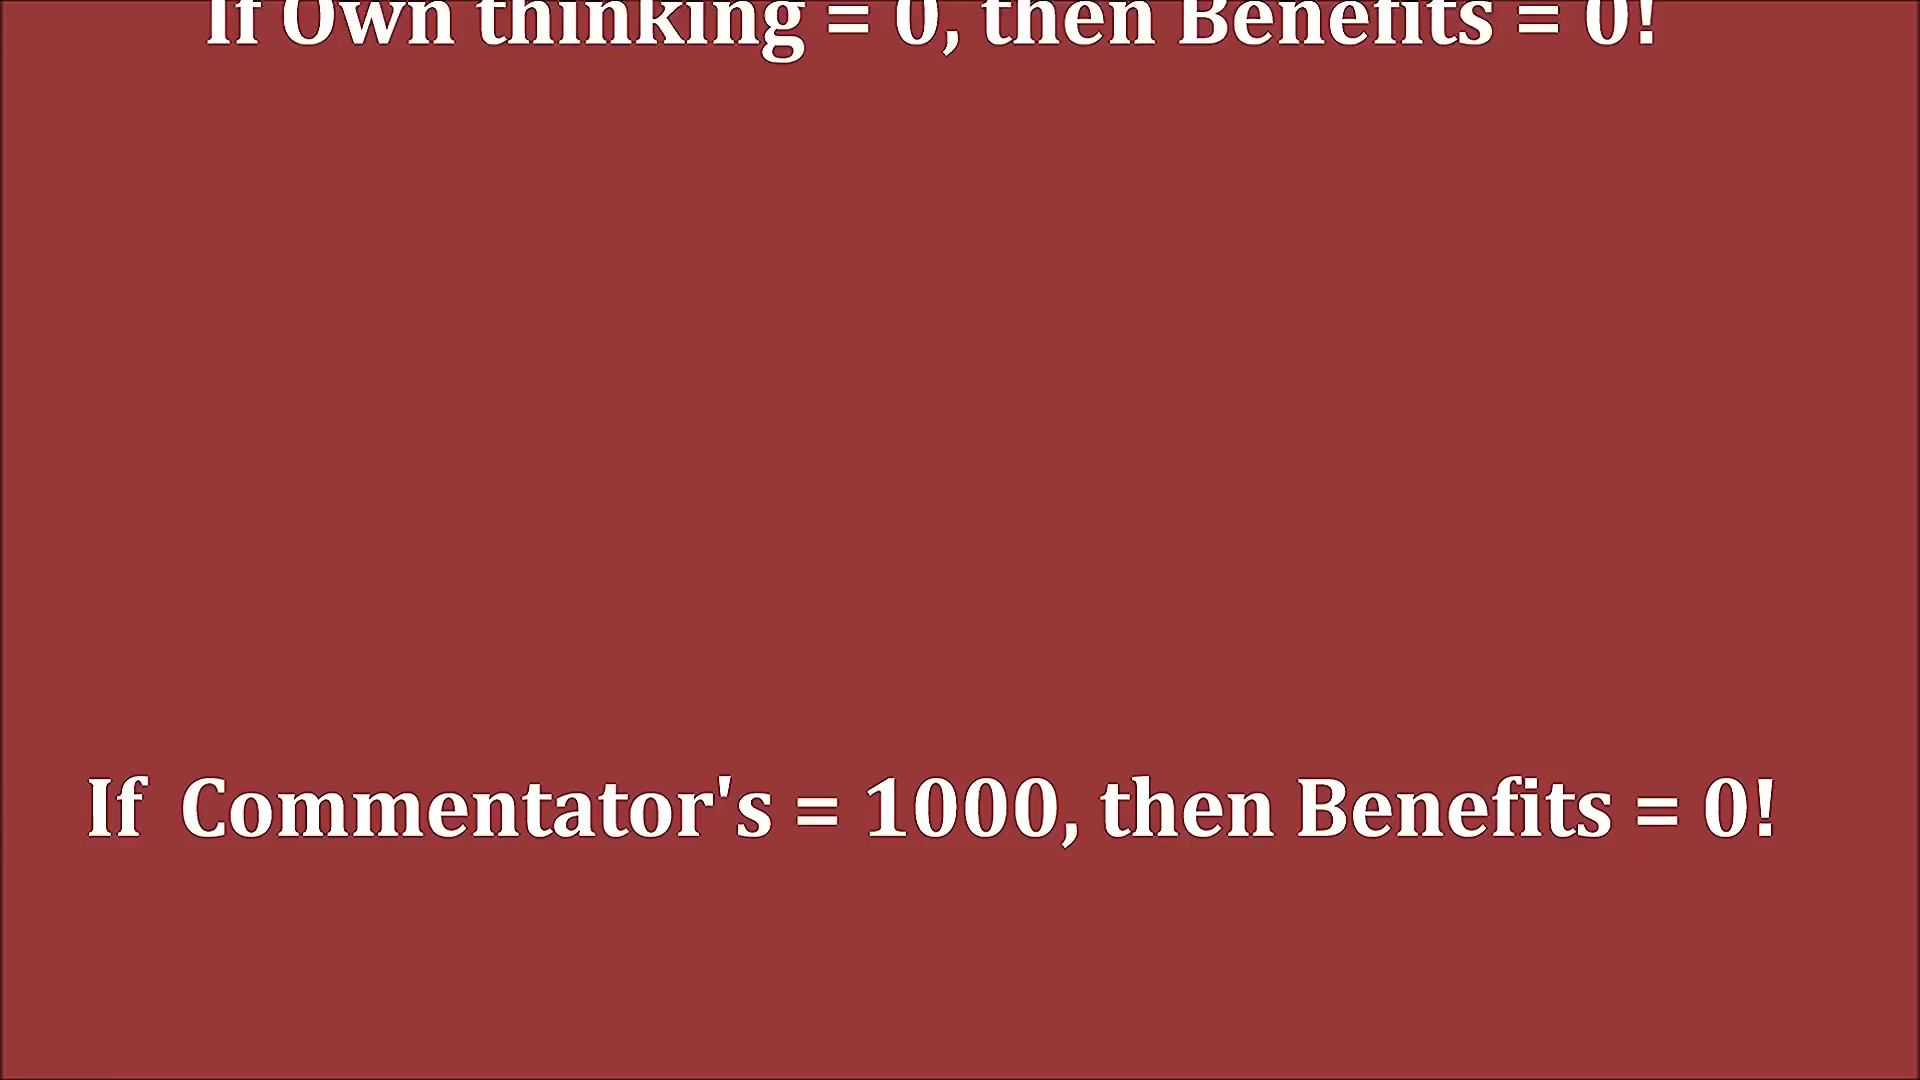 If Own thinking = 0, then Benefits = 0!
If Commentator's = 1000, then Benefits = 0!